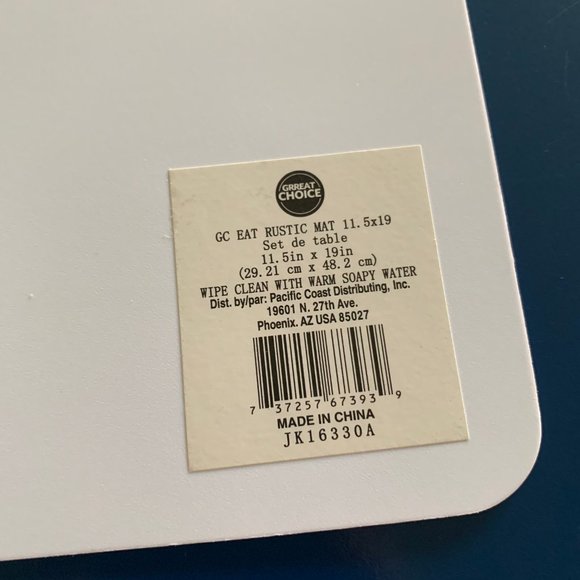 GRREAT
CHOICE
GC EAT RUSTIC MAT 11.5x19
Set de table
11.5in x 19in
(29.21 cm x 48.2 cm)
WIPE CLEAN WITH WARM SOAPY WATER
Dist. by/par: Pacific Coast Distributing, Inc.
19601 N. 27th Ave.
Phoenix. AZ USA 85027
7 37257 67393 9
MADE IN CHINA
JK16330A